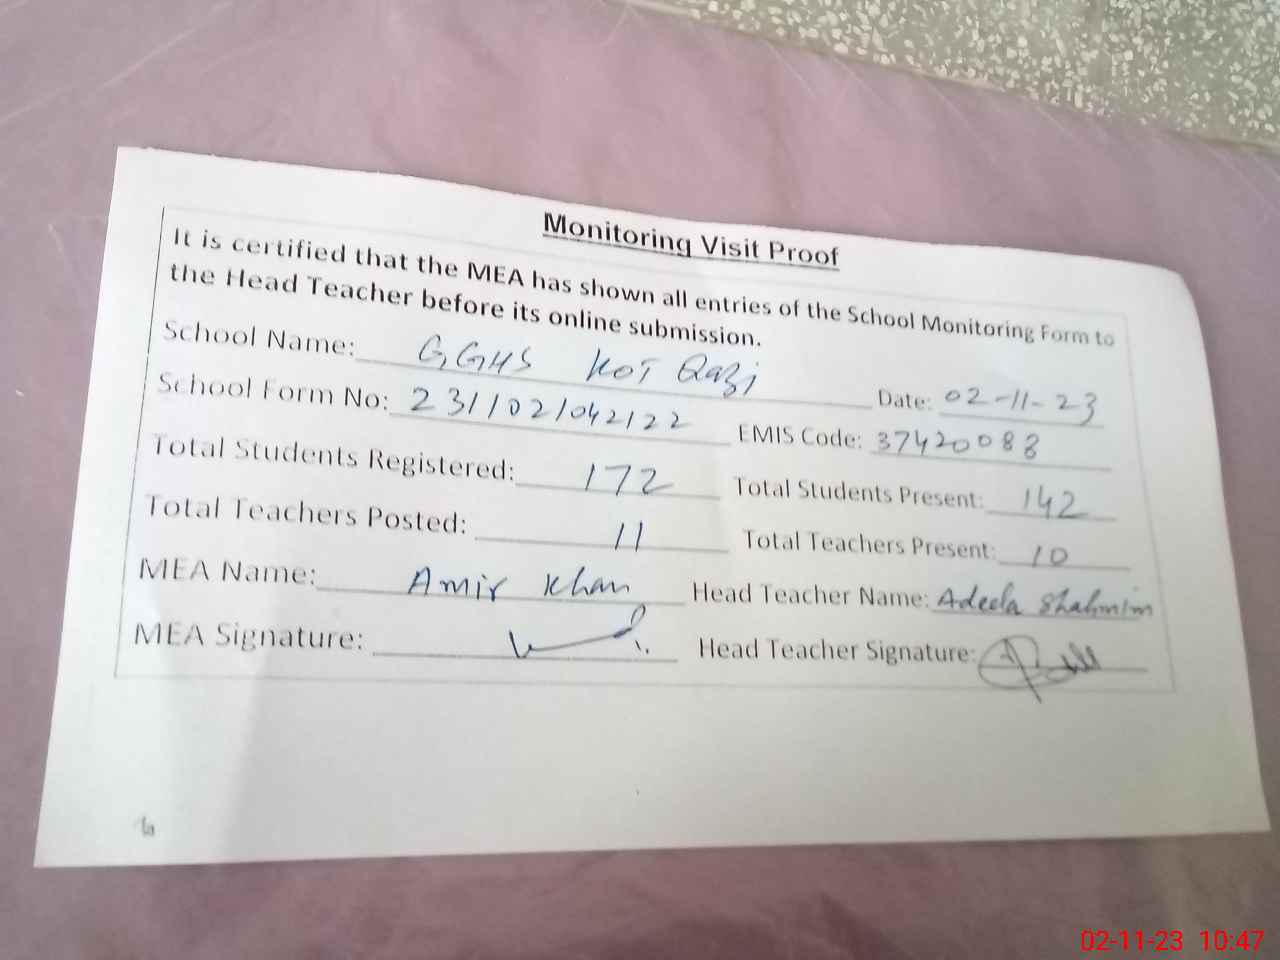 Monitoring Visit Proof
It is certified that the MEA has shown all entries of the School Monitoring Form to
the Head Teacher before its online submission.
School Name: GGHS Kot Qazi Date: 02-11-23
School Form No: 231102042122 EMIS Code: 37420088
Total Students Registered: 172 Total Students Present: 142
Total Teachers Posted: 11 Total Teachers Present: 10
MEA Name: Amir Khan Head Teacher Name: Adeela Shahmim
MEA Signature: Head Teacher Signature:
02-11-23 10:47